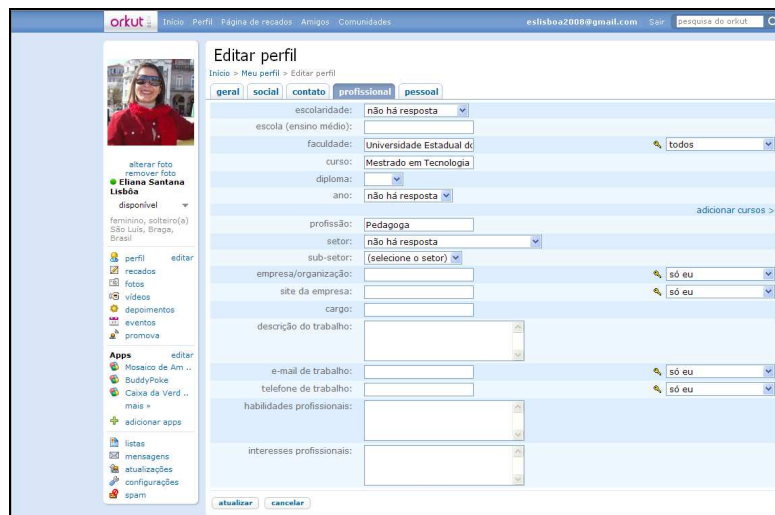 orkut Início Perfil Página de recados Amigos Comunidades eslisboa2008@gmail.com Sair pesquisa do orkut
Editar perfil
Início > Meu perfil > Editar perfil
geral social contato profissional pessoal
escolaridade: não há resposta
escola (ensino médio):
faculdade: Universidade Estadual do todos
curso: Mestrado em Tecnologia
diploma:
ano: não há resposta
adicionar cursos >
profissão: Pedagoga
setor: não há resposta
sub-setor: (selecione o setor)
empresa/organização: só eu
site da empresa: só eu
cargo:
descrição do trabalho:
e-mail de trabalho: só eu
telefone de trabalho: só eu
habilidades profissionais:
interesses profissionais:
atualizar cancelar
alterar foto
remover foto
Eliana Santana
Lisbôa
disponível
feminino, solteiro(a)
São Luís, Braga,
Brasil
perfil editar
recados
fotos
vídeos
depoimentos
eventos
promova
Apps editar
Mosaico de Am ..
BuddyPoke
Caixa da Verd ..
mais »
adicionar apps
listas
mensagens
atualizações
configurações
spam